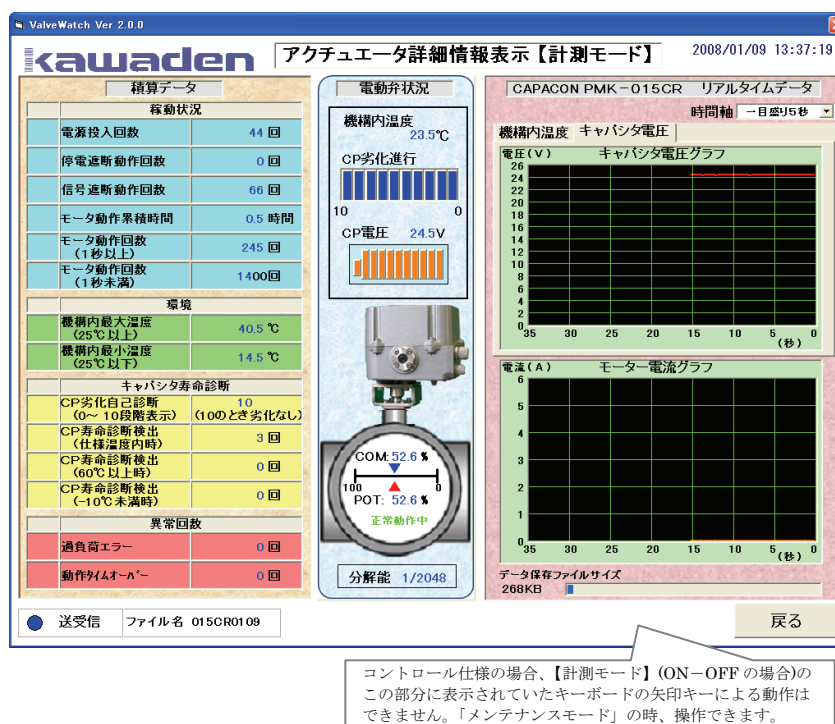 ValveWatch Ver 2.0.0
kawaden
アクチュエータ詳細情報表示【計測モード】
2008/01/09 13:37:19
積算データ
稼動状況
電源投入回数 44 回
停電遮断動作回数 0 回
信号遮断動作回数 66 回
モータ動作累積時間 0.5 時間
モータ動作回数
(1秒以上) 245 回
モータ動作回数
(1秒未満) 1400回
環境
機構内最大温度
(25℃以上) 40.5 ℃
機構内最小温度
(25℃以下) 14.5 ℃
キャパシタ寿命診断
CP劣化自己診断 10
(0〜 10段階表示) (10のとき劣化なし)
CP寿命診断検出
(仕様温度内時) 3 回
CP寿命診断検出
(60℃以上時) 0 回
CP寿命診断検出
(-10℃未満時) 0 回
異常回数
過負荷エラー 0 回
動作タイムオーバー 0 回
電動弁状況
機構内温度
23.5℃
CP劣化進行
10 0
CP電圧 24.5V
COM: 52.6 %
100 0
POT: 52.6 %
正常動作中
分解能 1/2048
CAPACON PMK-015CR リアルタイムデータ
時間軸 一目盛り5秒
機構内温度 キャパシタ電圧
電圧(V) キャパシタ電圧グラフ
26
24
22
20
18
16
14
12
10
8
6
4
2
0
35 30 25 20 15 10 5 0
(秒)
電流(A) モーター電流グラフ
6
5
4
3
2
1
0
35 30 25 20 15 10 5 0
(秒)
データ保存ファイルサイズ
268KB
送受信 ファイル名 015CR0109
戻る
コントロール仕様の場合、【計測モード】(ON-OFF の場合)の
この部分に表示されていたキーボードの矢印キーによる動作は
できません。「メンテナンスモード」の時、操作できます。